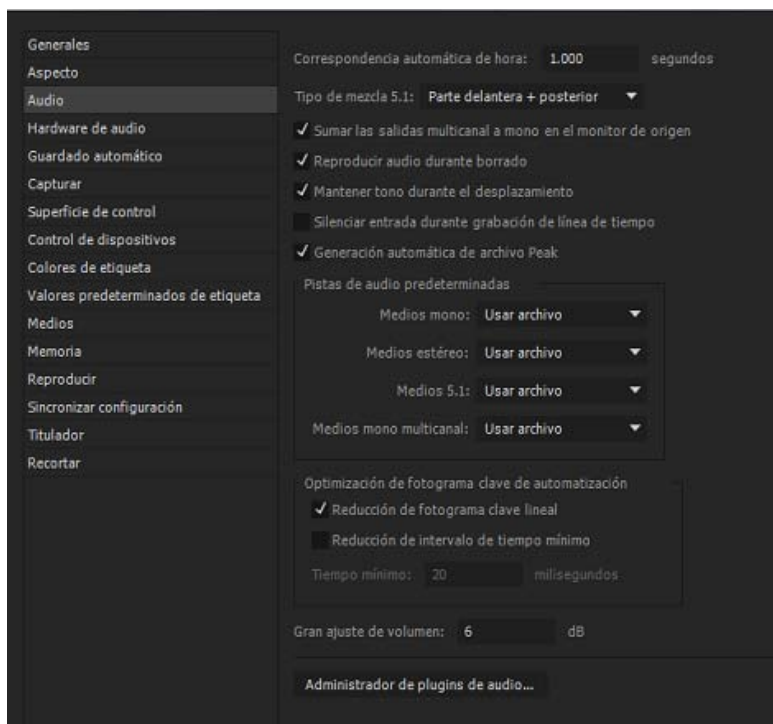 Generales
Aspecto
Audio
Hardware de audio
Guardado automático
Capturar
Superficie de control
Control de dispositivos
Colores de etiqueta
Valores predeterminados de etiqueta
Medios
Memoria
Reproducir
Sincronizar configuración
Titulador
Recortar
Correspondencia automática de hora: 1.000 segundos
Tipo de mezcla 5.1: Parte delantera + posterior
Sumar las salidas multicanal a mono en el monitor de origen
Reproducir audio durante borrado
Mantener tono durante el desplazamiento
Silenciar entrada durante grabación de línea de tiempo
Generación automática de archivo Peak
Pistas de audio predeterminadas
Medios mono: Usar archivo
Medios estéreo: Usar archivo
Medios 5.1: Usar archivo
Medios mono multicanal: Usar archivo
Optimización de fotograma clave de automatización
Reducción de fotograma clave lineal
Reducción de intervalo de tiempo mínimo
Tiempo mínimo: 20 milisegundos
Gran ajuste de volumen: 6 dB
Administrador de plugins de audio...